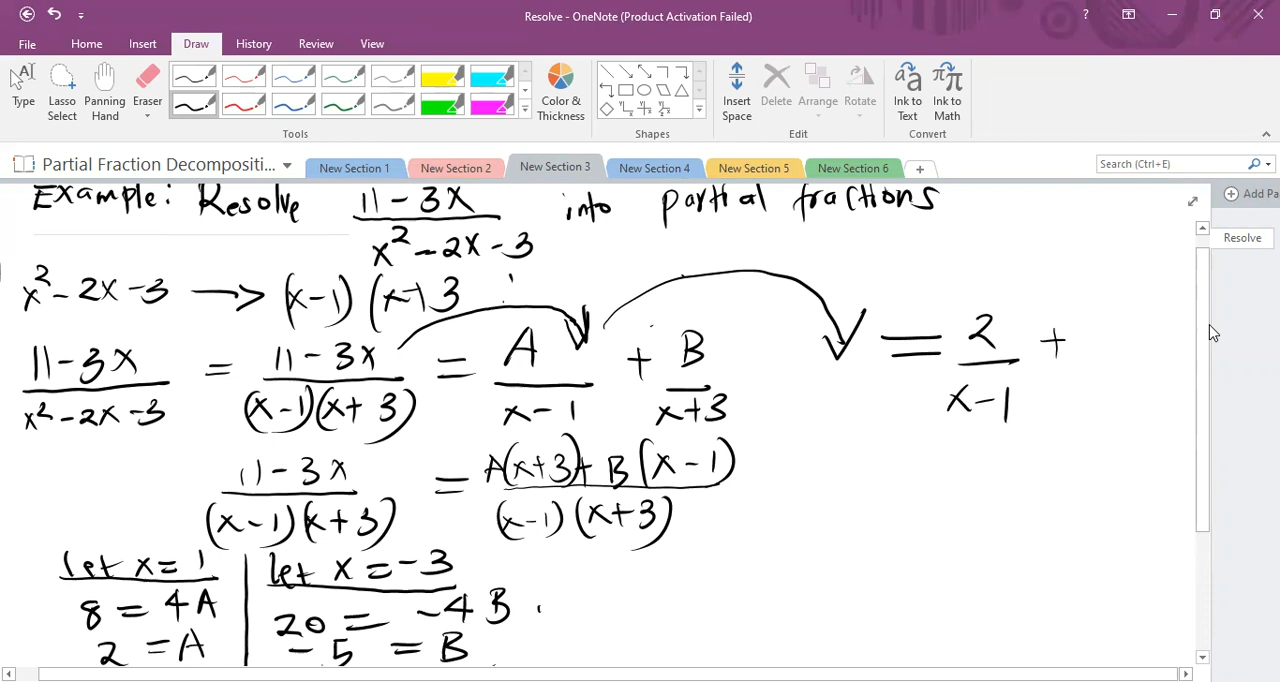 Resolve - OneNote (Product Activation Failed)
?
File Home Insert Draw History Review View
Type
Lasso Select
Panning Hand
Eraser
Color & Thickness
Insert Space
Delete
Arrange
Rotate
Ink to Text
Ink to Math
Tools
Shapes
Edit
Convert
Partial Fraction Decompositi...
New Section 1
New Section 2
New Section 3
New Section 4
New Section 5
New Section 6
Search (Ctrl+E)
Add Pa
Resolve
Example: Resolve (11 - 3x)/(x² - 2x - 3) into partial fractions
x² - 2x - 3 → (x-1)(x+3
(11 - 3x)/(x² - 2x - 3) = (11 - 3x)/((x-1)(x+3)) = A/(x-1) + B/(x+3) = 2/(x-1) +
(11 - 3x)/((x-1)(x+3)) = (A(x+3) + B(x-1))/((x-1)(x+3))
let x = 1
8 = 4A
2 = A
let x = -3
20 = -4B
-5 = B